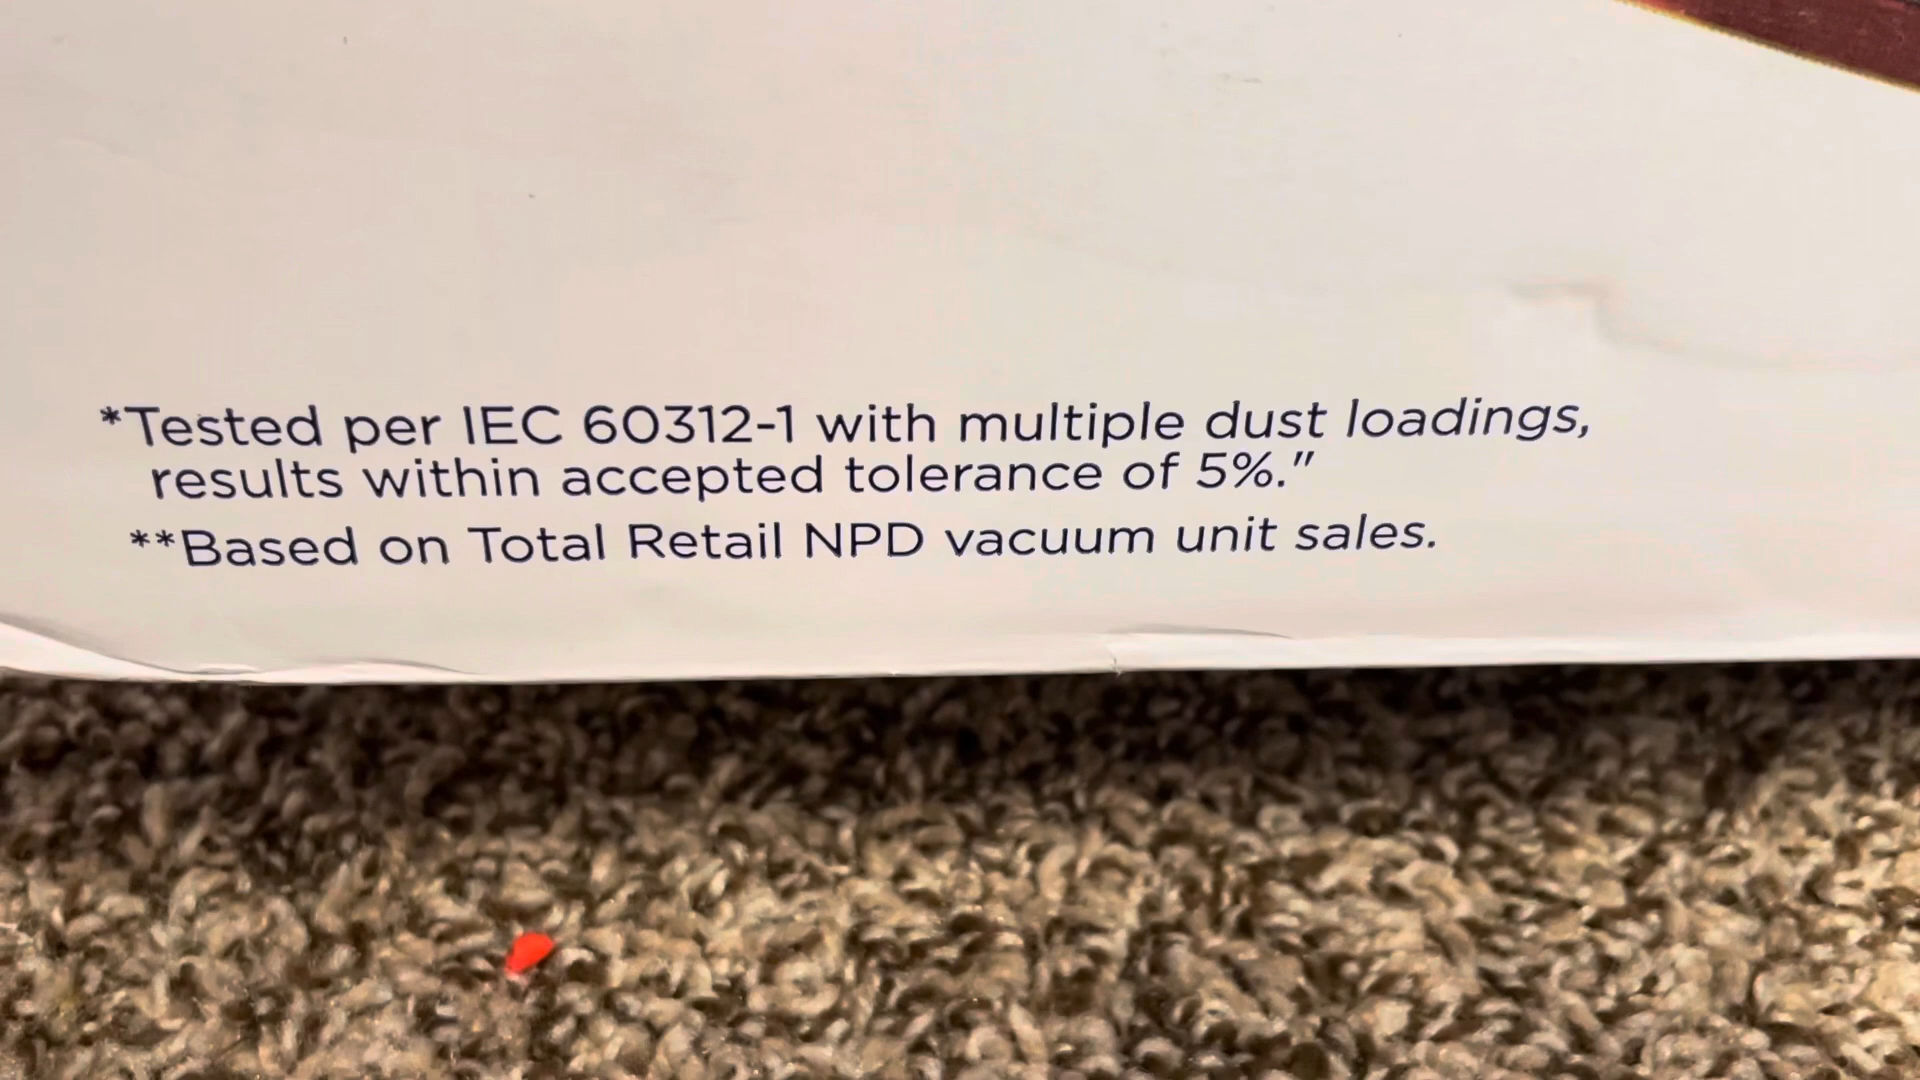 *Tested per IEC 60312-1 with multiple dust loadings,
results within accepted tolerance of 5%."
**Based on Total Retail NPD vacuum unit sales.